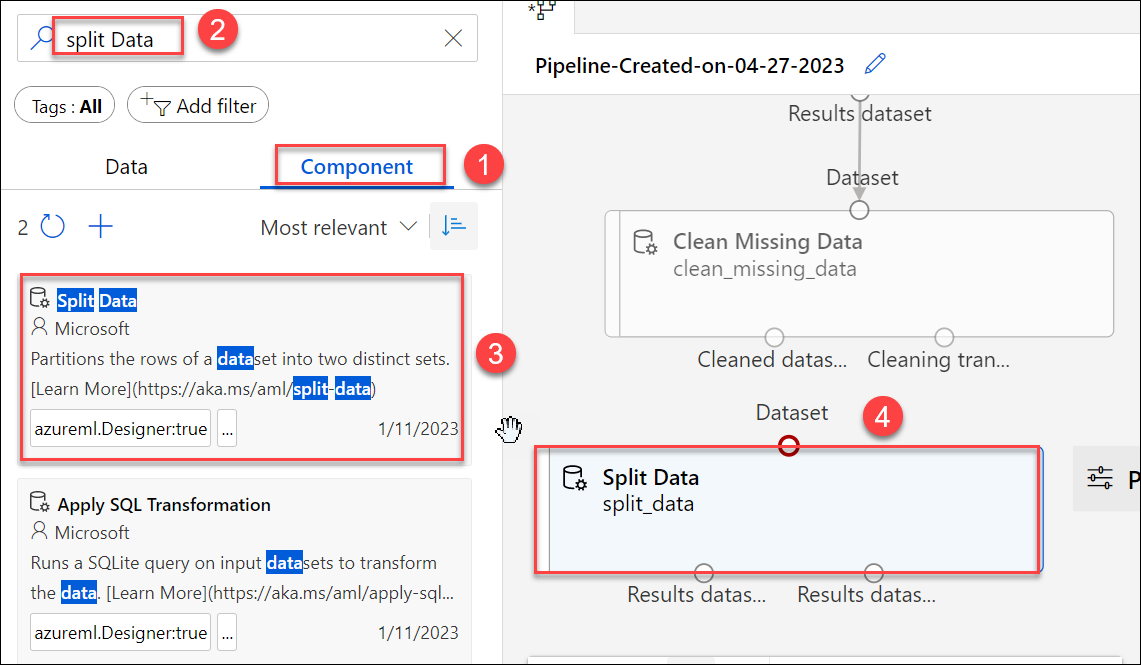 split Data
2
Tags : All
Add filter
Data
Component
1
2
Most relevant
Split Data
Microsoft
Partitions the rows of a dataset into two distinct sets.
[Learn More](https://aka.ms/aml/split-data)
azureml.Designer:true
...
1/11/2023
3
Apply SQL Transformation
Microsoft
Runs a SQLite query on input datasets to transform
the data. [Learn More](https://aka.ms/aml/apply-sql...
azureml.Designer:true
...
1/11/2023
Pipeline-Created-on-04-27-2023
Results dataset
Dataset
Clean Missing Data
clean_missing_data
Cleaned datas...
Cleaning tran...
Dataset
4
Split Data
split_data
P
Results datas...
Results datas...